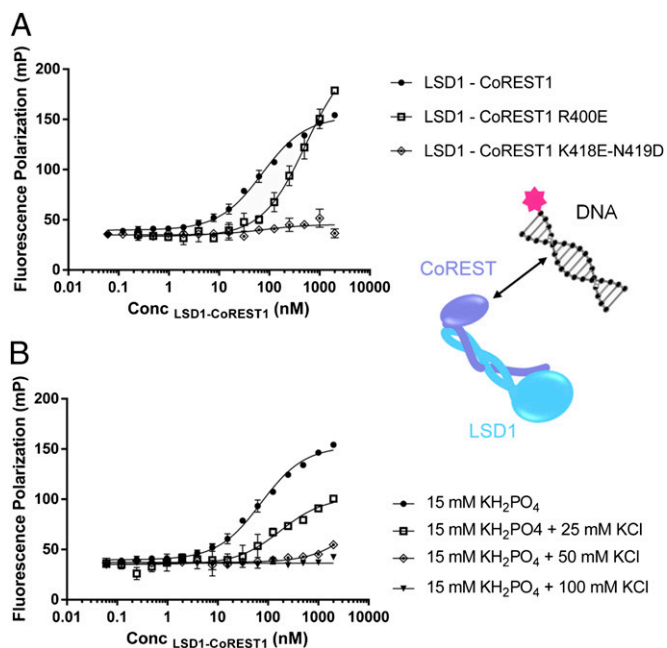 A
Fluorescence Polarization (mP)
200
150
100
50
0
0.01 0.1 1 10 100 1000 10000
Conc LSD1-CoREST1 (nM)
LSD1 - CoREST1
LSD1 - CoREST1 R400E
LSD1 - CoREST1 K418E-N419D
DNA
CoREST
LSD1
B
Fluorescence Polarization (mP)
200
150
100
50
0
0.01 0.1 1 10 100 1000 10000
Conc LSD1-CoREST1 (nM)
15 mM KH₂PO₄
15 mM KH₂PO4 + 25 mM KCl
15 mM KH₂PO₄ + 50 mM KCl
15 mM KH₂PO₄ + 100 mM KCl